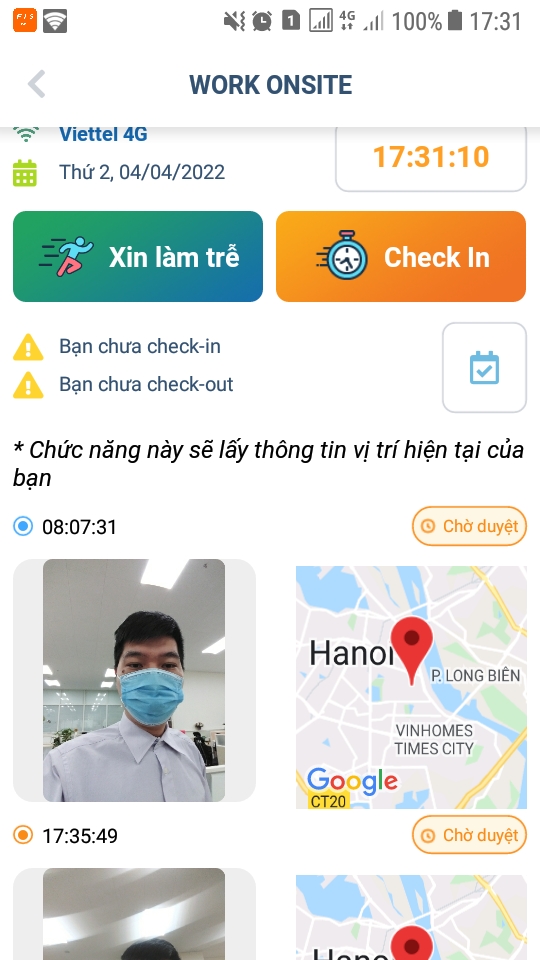 4G
1
100%
17:31
WORK ONSITE
Viettel 4G
Thứ 2, 04/04/2022
17:31:10
Xin làm trễ
Check In
Bạn chưa check-in
Bạn chưa check-out
* Chức năng này sẽ lấy thông tin vị trí hiện tại của
bạn
08:07:31
Chờ duyệt
Hanoi
P. LONG BIÊN
VINHOMES
TIMES CITY
Google
CT20
17:35:49
Chờ duyệt